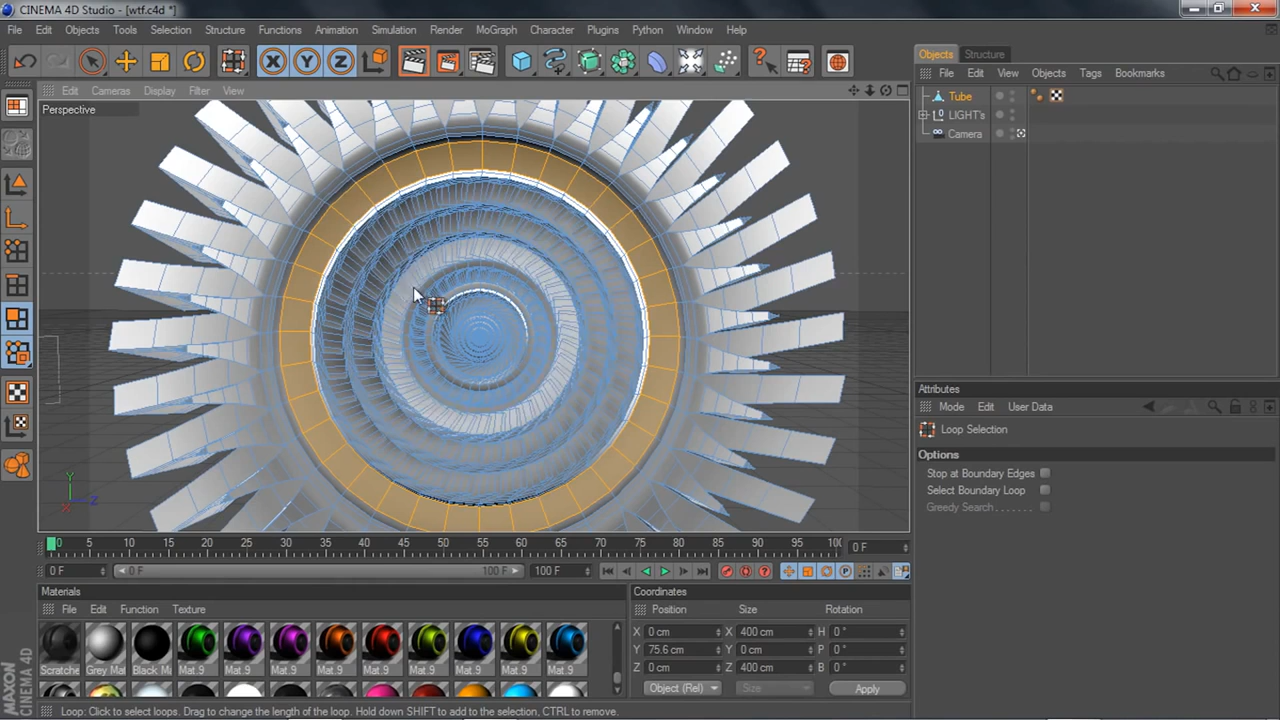 CINEMA 4D Studio - [wtf.c4d *]
File Edit Objects Tools Selection Structure Functions Animation Simulation Render MoGraph Character Plugins Python Window Help
X Y Z
Objects Structure
Edit Cameras Display Filter View
File Edit View Objects Tags Bookmarks
Perspective
Tube
LIGHT's
Camera
Attributes
Mode Edit User Data
Loop Selection
Options
Stop at Boundary Edges
Select Boundary Loop
Greedy Search . . . . . .
Y
Z
X
0 5 10 15 20 25 30 35 40 45 50 55 60 65 70 75 80 85 90 95 10(
0 F
0 F 0 F 100 F 100 F
Materials
File Edit Function Texture
Scratche Grey Mat Black M Mat.9 Mat.9 Mat.9 Mat.9 Mat.9 Mat.9 Mat.9 Mat.9 Mat.9
Coordinates
Position Size Rotation
X 0 cm X 400 cm H 0 °
Y 75.6 cm Y 0 cm P 0 °
Z 0 cm Z 400 cm B 0 °
Object (Rel) Size Apply
MAXON
CINEMA 4D
Loop: Click to select loops. Drag to change the length of the loop. Hold down SHIFT to add to the selection, CTRL to remove.